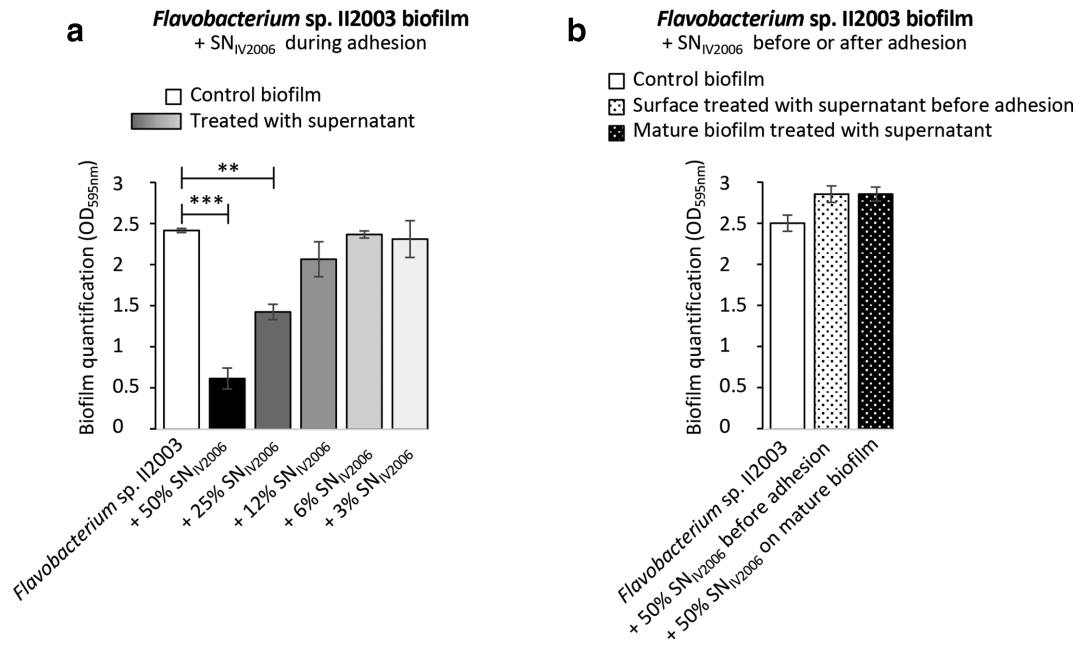 a
Flavobacterium sp. II2003 biofilm
+ SNIV2006 during adhesion
Control biofilm
Treated with supernatant
Biofilm quantification (OD595nm)
3
2.5
2
1.5
1
0.5
0
**
***
Flavobacterium sp. II2003
+ 50% SNIV2006
+ 25% SNIV2006
+ 12% SNIV2006
+ 6% SNIV2006
+ 3% SNIV2006
b
Flavobacterium sp. II2003 biofilm
+ SNIV2006 before or after adhesion
Control biofilm
Surface treated with supernatant before adhesion
Mature biofilm treated with supernatant
Biofilm quantification (OD595nm)
3
2.5
2
1.5
1
0.5
0
Flavobacterium sp. II2003
+ 50% SNIV2006 before adhesion
+ 50% SNIV2006 on mature biofilm